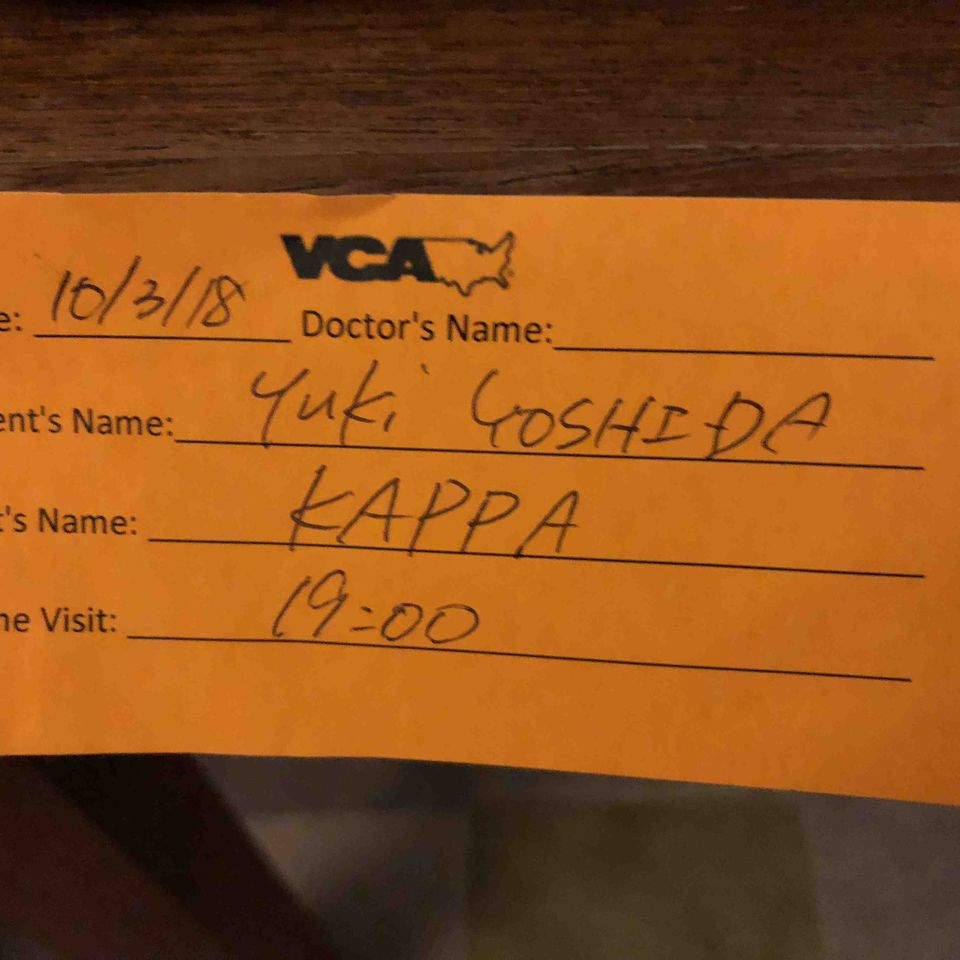 VCA
e: 10/3/18 Doctor's Name:
ent's Name: Yuki YOSHIDA
t's Name: KAPPA
ne Visit: 19:00